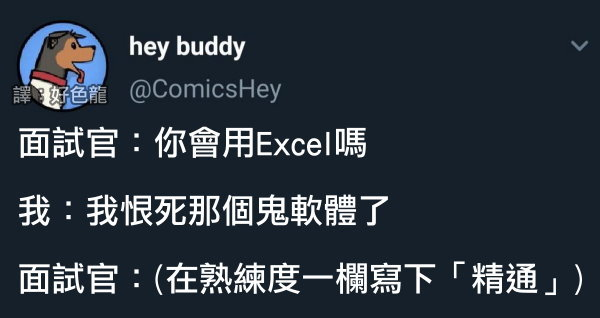 hey buddy
譯:好色龍
@ComicsHey
面試官：你會用Excel嗎
我：我恨死那個鬼軟體了
面試官：(在熟練度一欄寫下「精通」)